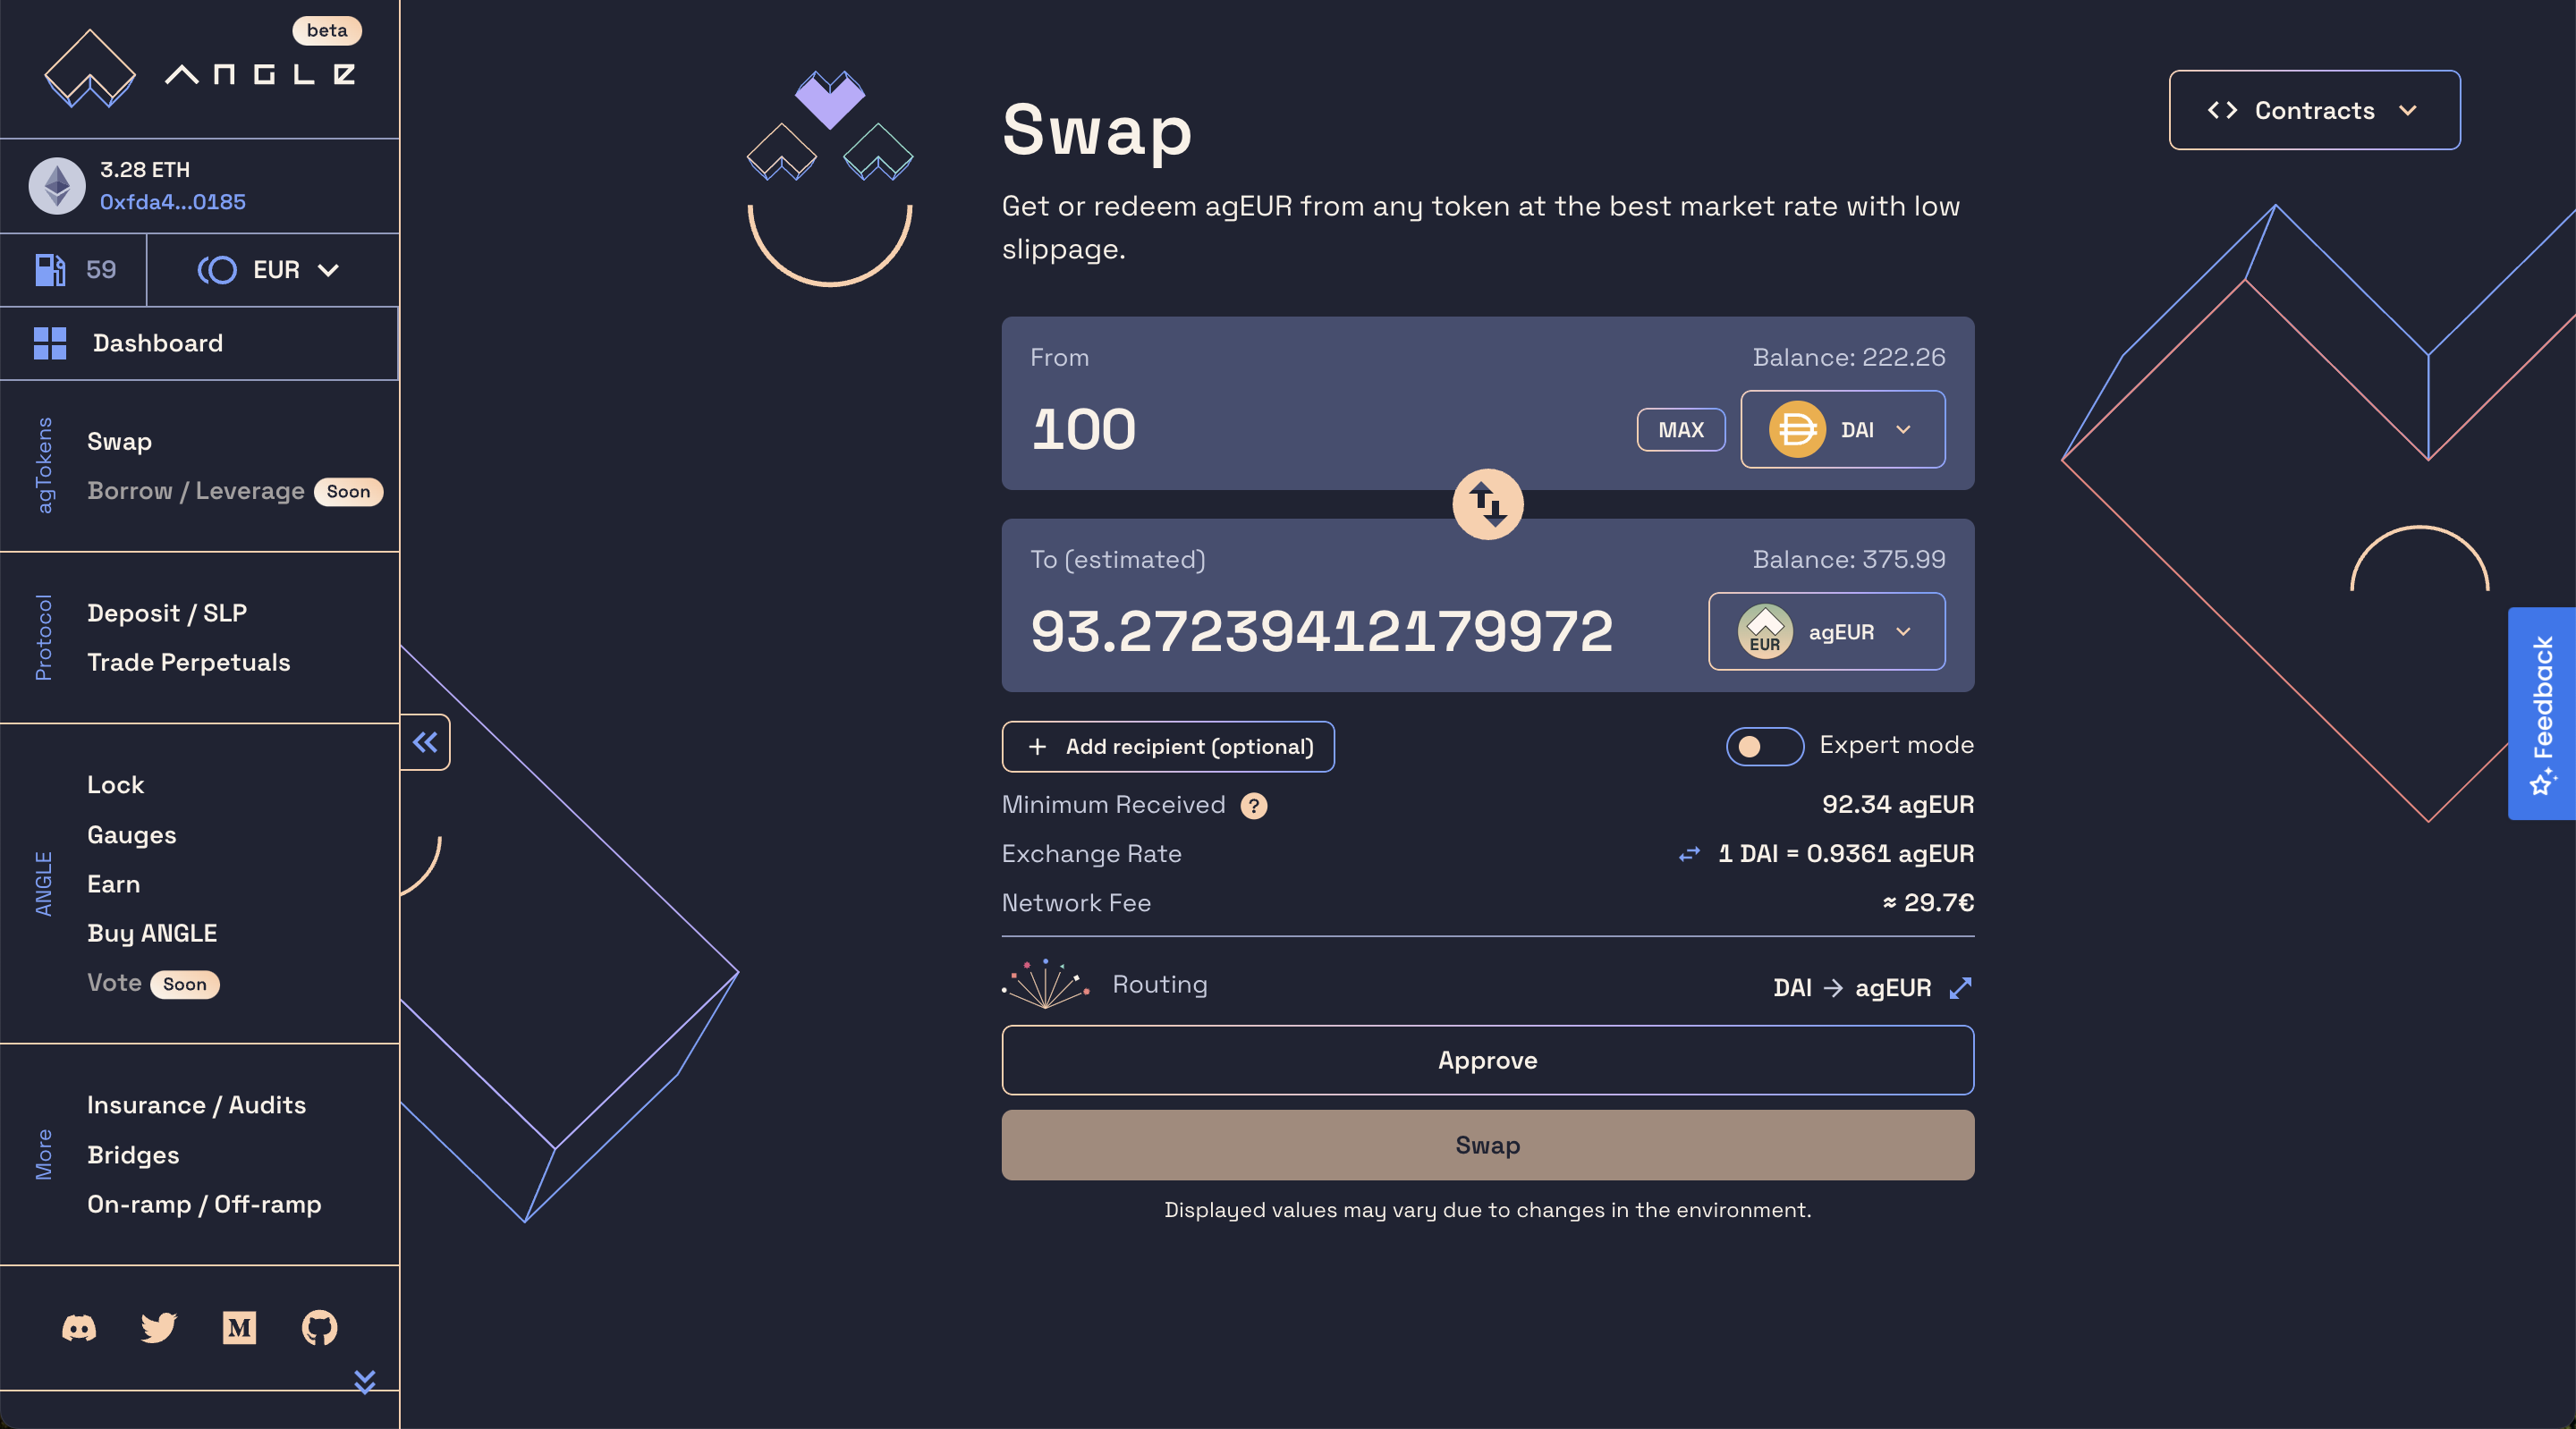 beta
ANGLE
3.28 ETH
0xfda4...0185
59
EUR
Dashboard
agTokens
Swap
Borrow / Leverage Soon
Protocol
Deposit / SLP
Trade Perpetuals
ANGLE
Lock
Gauges
Earn
Buy ANGLE
Vote Soon
More
Insurance / Audits
Bridges
On-ramp / Off-ramp
M
Swap
Get or redeem agEUR from any token at the best market rate with low
slippage.
<> Contracts
From
Balance: 222.26
100
MAX
DAI
To (estimated)
Balance: 375.99
93.27239412179972
EUR
agEUR
+ Add recipient (optional)
Expert mode
Minimum Received ?
92.34 agEUR
Exchange Rate
1 DAI = 0.9361 agEUR
Network Fee
≈ 29.7€
Routing
DAI → agEUR
Approve
Swap
Displayed values may vary due to changes in the environment.
Feedback